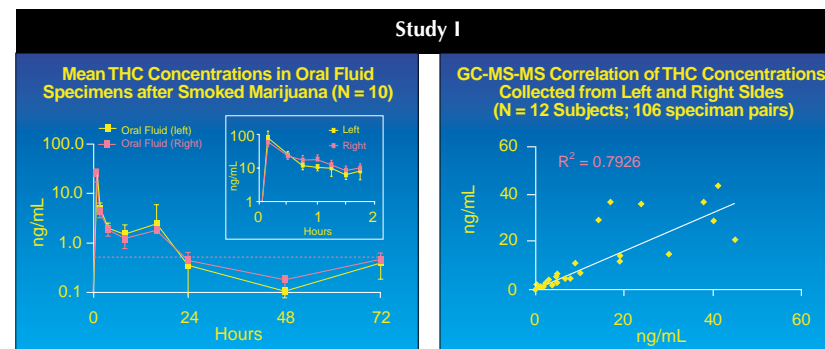 Study I
Mean THC Concentrations in Oral Fluid
Specimens after Smoked Marijuana (N = 10)
Oral Fluid (left)
Oral Fluid (Right)
100.0
10.0
1.0
0.1
ng/mL
0
24
48
72
Hours
Left
Right
100
10
1
ng/mL
0
1
2
Hours
GC-MS-MS Correlation of THC Concentrations
Collected from Left and Right SIdes
(N = 12 Subjects; 106 speciman pairs)
R² = 0.7926
60
40
20
0
ng/mL
0
20
40
60
ng/mL